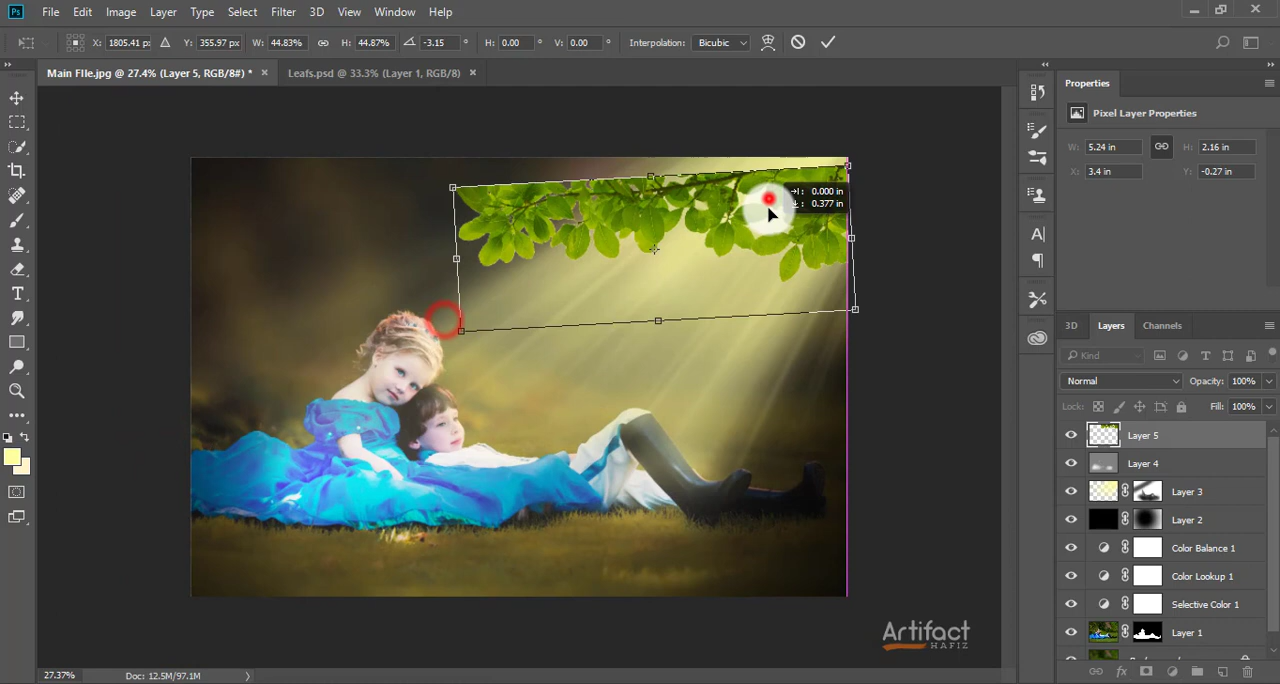 Ps File Edit Image Layer Type Select Filter 3D View Window Help
X: 1805.41 px Y: 355.97 px W: 44.83% H: 44.87% -3.15 ° H: 0.00 ° V: 0.00 ° Interpolation: Bicubic
Main FIle.jpg @ 27.4% (Layer 5, RGB/8#) * × Leafs.psd @ 33.3% (Layer 1, RGB/8) ×
Properties
Pixel Layer Properties
W: 5.24 in H: 2.16 in
X: 3.4 in Y: -0.27 in
0.000 in
0.377 in
3D Layers Channels
Kind
Normal Opacity: 100%
Lock: Fill: 100%
Layer 5
Layer 4
Layer 3
Layer 2
Color Balance 1
Color Lookup 1
Selective Color 1
Layer 1
Artifact
HAFIZ
27.37% Doc: 12.5M/97.1M